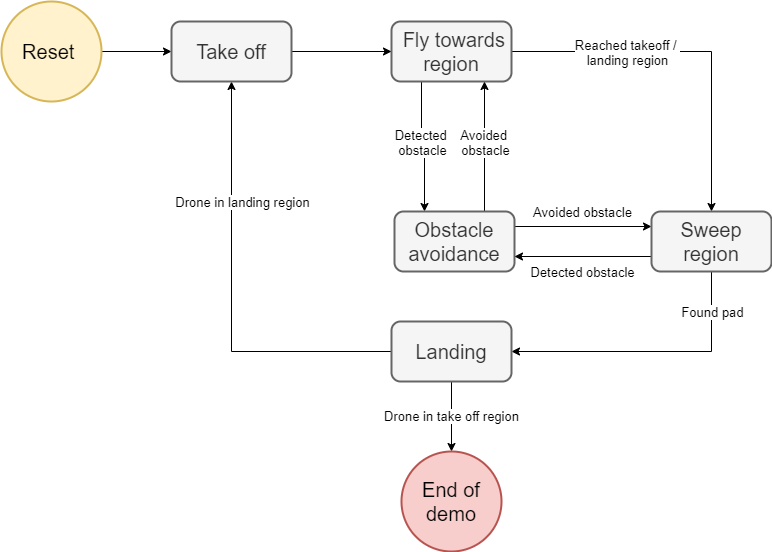 Reset
Take off
Fly towards
region
Reached takeoff /
landing region
Detected
obstacle
Avoided
obstacle
Drone in landing region
Obstacle
avoidance
Avoided obstacle
Detected obstacle
Sweep
region
Found pad
Landing
Drone in take off region
End of
demo